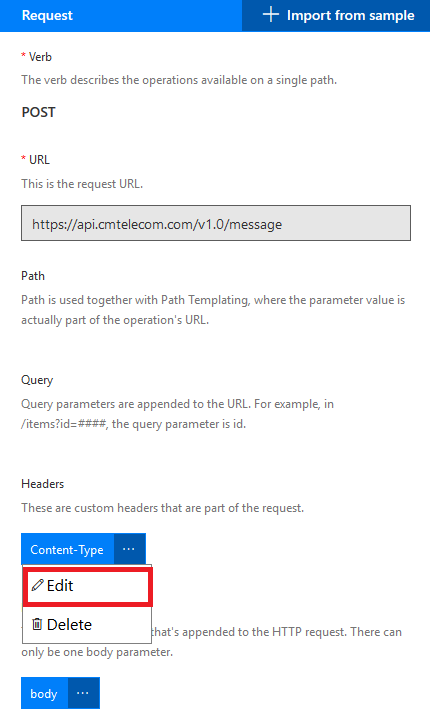 Request
Import from sample
* Verb
The verb describes the operations available on a single path.
POST
* URL
This is the request URL.
https://api.cmtelecom.com/v1.0/message
Path
Path is used together with Path Templating, where the parameter value is
actually part of the operation's URL.
Query
Query parameters are appended to the URL. For example, in
/items?id=####, the query parameter is id.
Headers
These are custom headers that are part of the request.
Content-Type ...
Edit
Delete
that's appended to the HTTP request. There can
only be one body parameter.
body ...